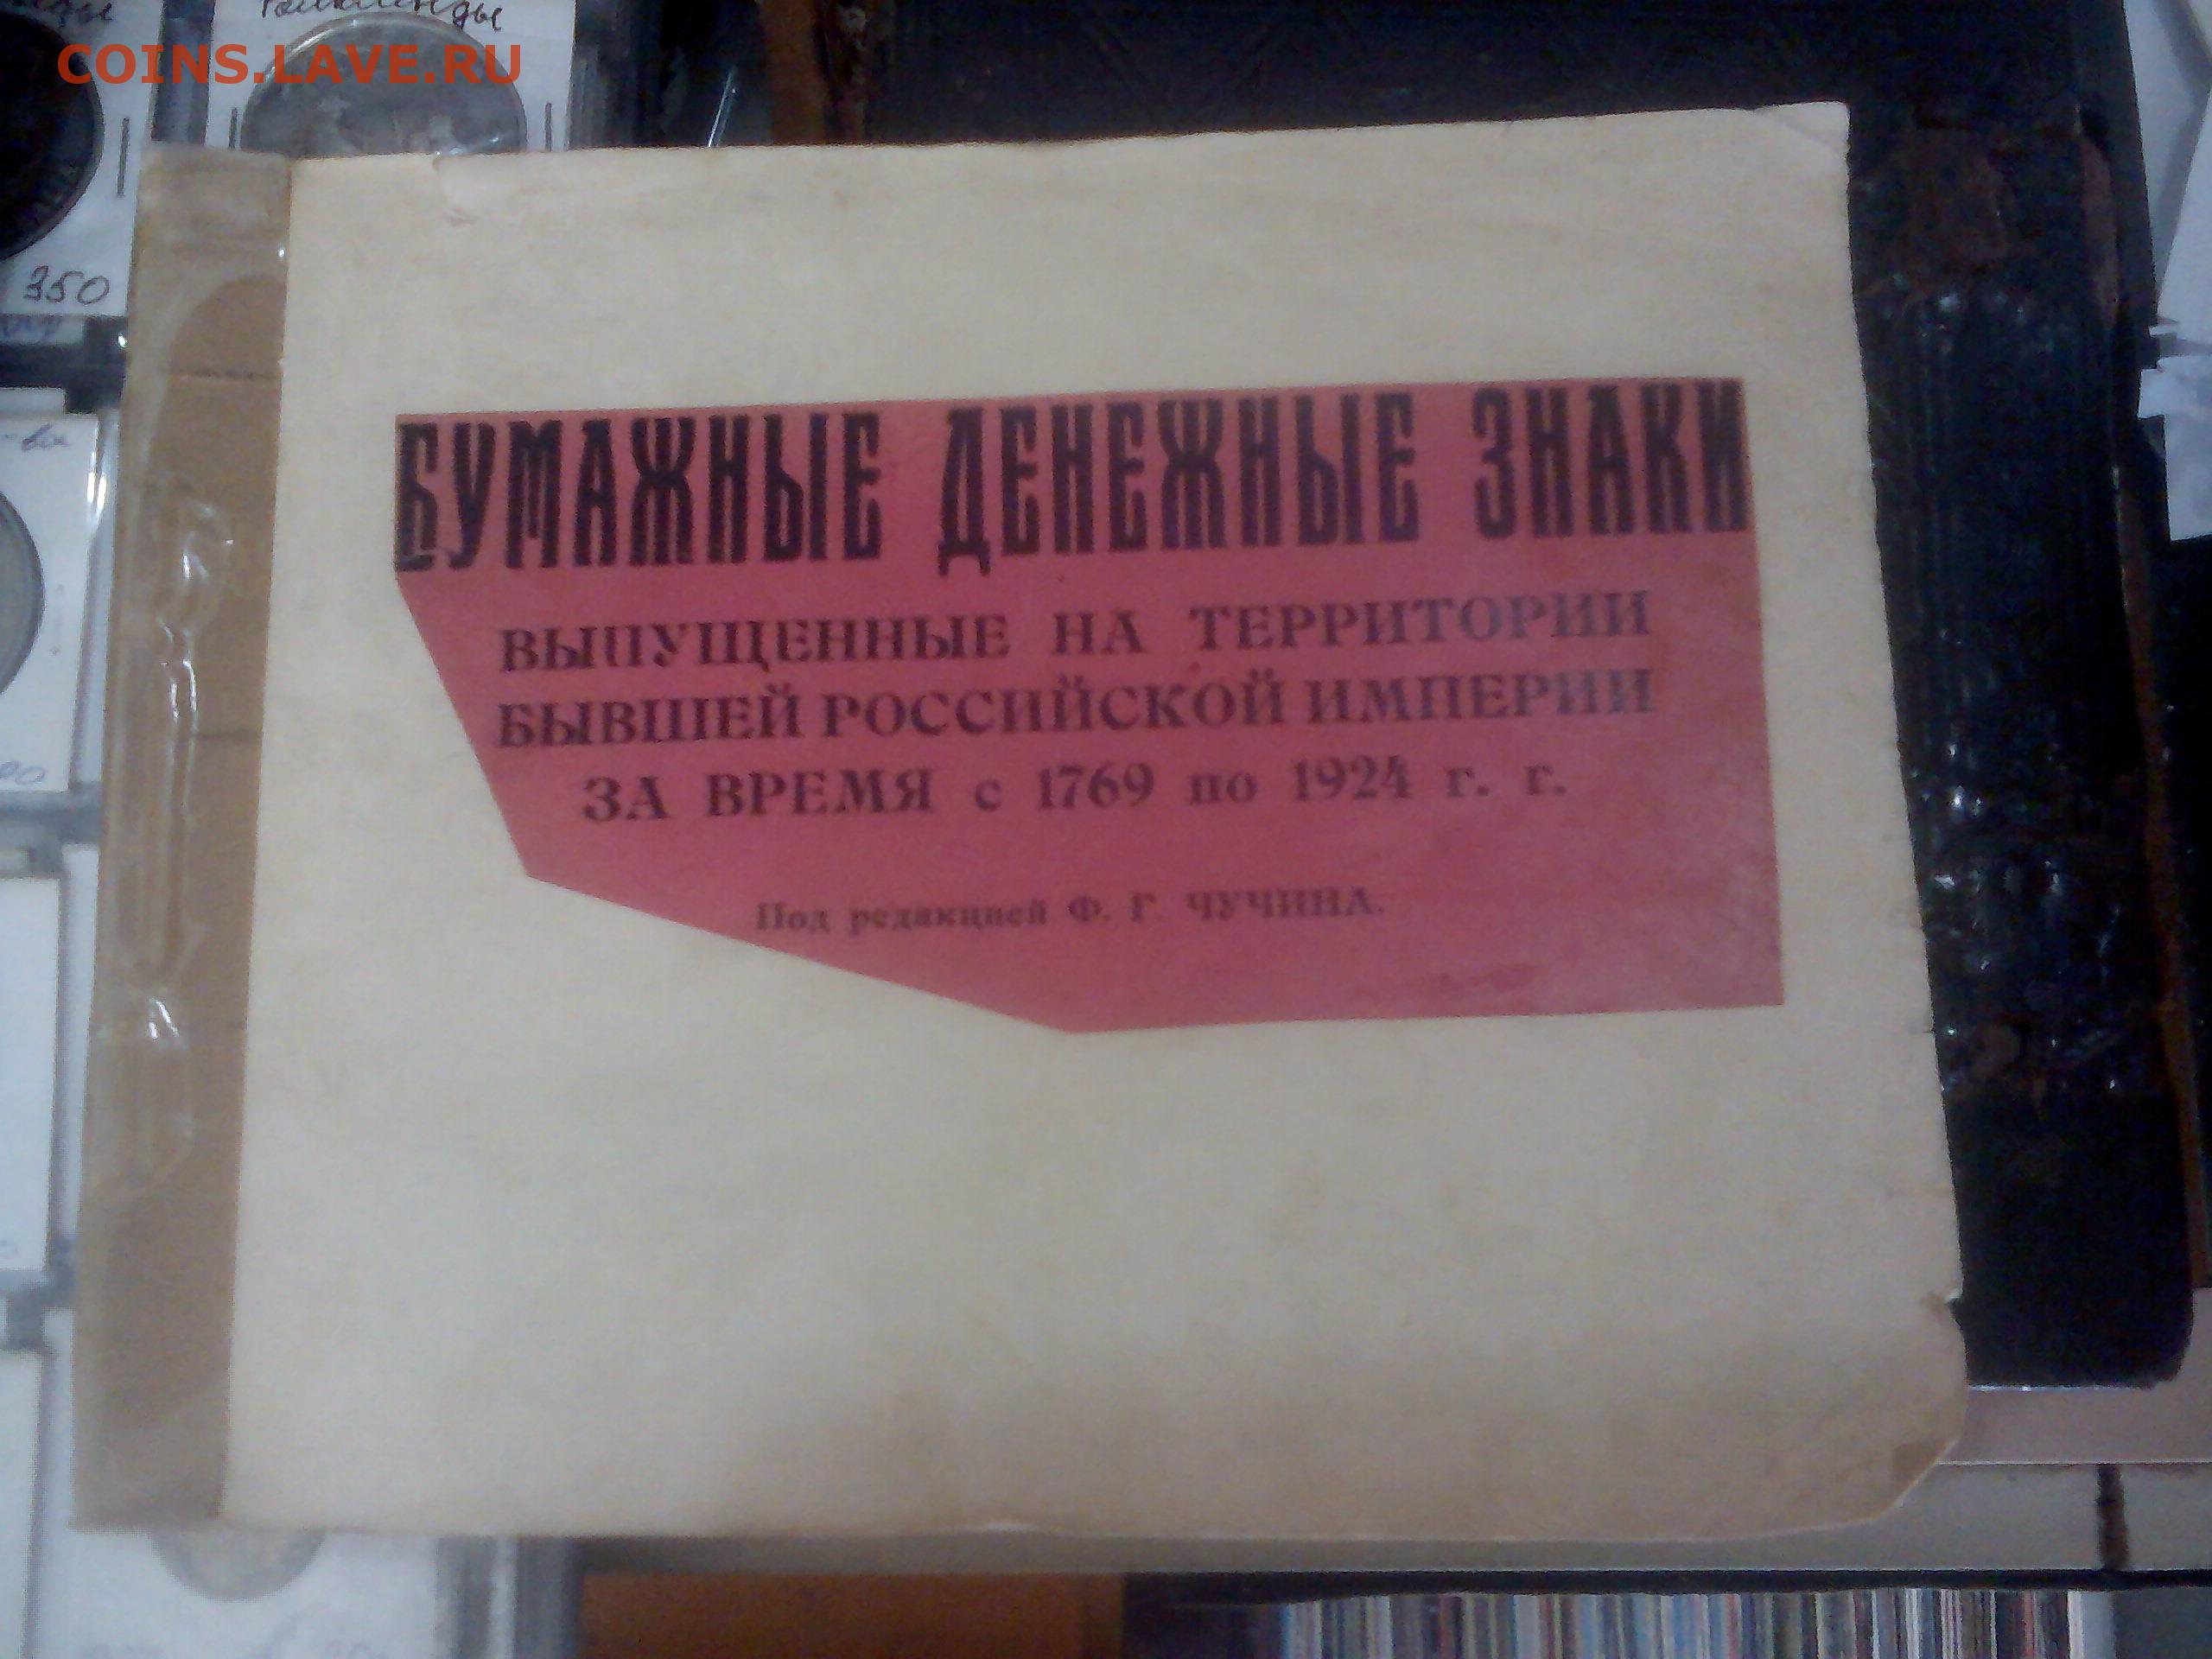 COINS.LAVE.RU
350
БУМАЖНЫЕ ДЕНЕЖНЫЕ ЗНАКИ
ВЫПУЩЕННЫЕ НА ТЕРРИТОРИИ
БЫВШЕЙ РОССИЙСКОЙ ИМПЕРИИ
ЗА ВРЕМЯ с 1769 по 1924 г. г.
Под редакцией Ф. Г. ЧУЧИНА.